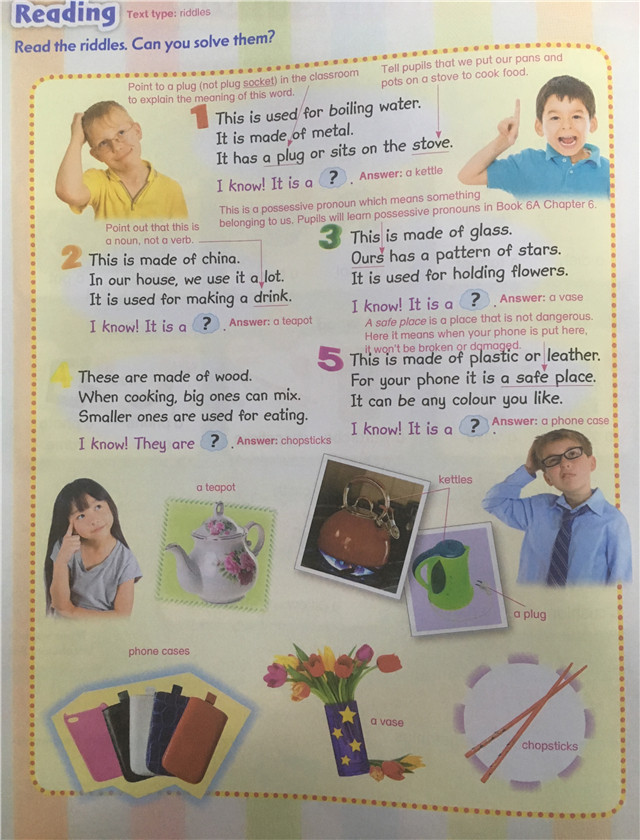 Reading Text type: riddles
Read the riddles. Can you solve them?
Point to a plug (not plug socket) in the classroom
to explain the meaning of this word.
Tell pupils that we put our pans and
pots on a stove to cook food.
1 This is used for boiling water.
It is made of metal.
It has a plug or sits on the stove.
I know! It is a ? . Answer: a kettle
This is a possessive pronoun which means something
belonging to us. Pupils will learn possessive pronouns in Book 6A Chapter 6.
Point out that this is
a noun, not a verb.
2 This is made of china.
In our house, we use it a lot.
It is used for making a drink.
I know! It is a ? . Answer: a teapot
3 This is made of glass.
Ours has a pattern of stars.
It is used for holding flowers.
I know! It is a ? . Answer: a vase
A safe place is a place that is not dangerous.
Here it means when your phone is put here,
it won't be broken or damaged.
4 These are made of wood.
When cooking, big ones can mix.
Smaller ones are used for eating.
I know! They are ? . Answer: chopsticks
5 This is made of plastic or leather.
For your phone it is a safe place.
It can be any colour you like.
I know! It is a ? . Answer: a phone case
a teapot
kettles
a plug
phone cases
a vase
chopsticks